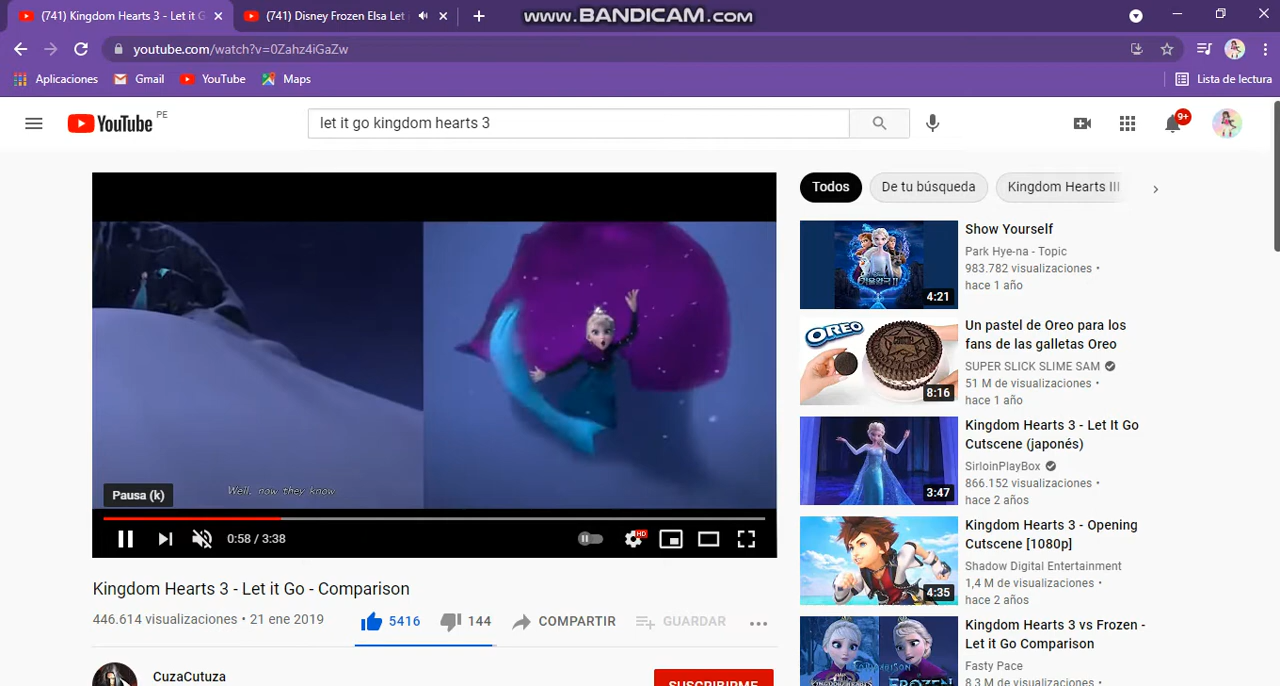 (741) Kingdom Hearts 3 - Let it G
(741) Disney Frozen Elsa Let i
www.BANDICAM.com
youtube.com/watch?v=0Zahz4iGaZw
Aplicaciones
Gmail
YouTube
Maps
Lista de lectura
YouTube PE
let it go kingdom hearts 3
9+
Todos
De tu búsqueda
Kingdom Hearts III
Well, now they know
Pausa (k)
HD
0:58 / 3:38
Kingdom Hearts 3 - Let it Go - Comparison
446.614 visualizaciones • 21 ene 2019
5416
144
COMPARTIR
GUARDAR
CuzaCutuza
SUSCRIBIRME
4:21
Show Yourself
Park Hye-na - Topic
983.782 visualizaciones •
hace 1 año
OREO
8:16
Un pastel de Oreo para los
fans de las galletas Oreo
SUPER SLICK SLIME SAM
51 M de visualizaciones •
hace 1 año
3:47
Kingdom Hearts 3 - Let It Go
Cutscene (japonés)
SirloinPlayBox
866.152 visualizaciones •
hace 2 años
4:35
Kingdom Hearts 3 - Opening
Cutscene [1080p]
Shadow Digital Entertainment
1,4 M de visualizaciones •
hace 2 años
FROZEN
Kingdom Hearts 3 vs Frozen -
Let it Go Comparison
Fasty Pace
8,3 M de visualizaciones •